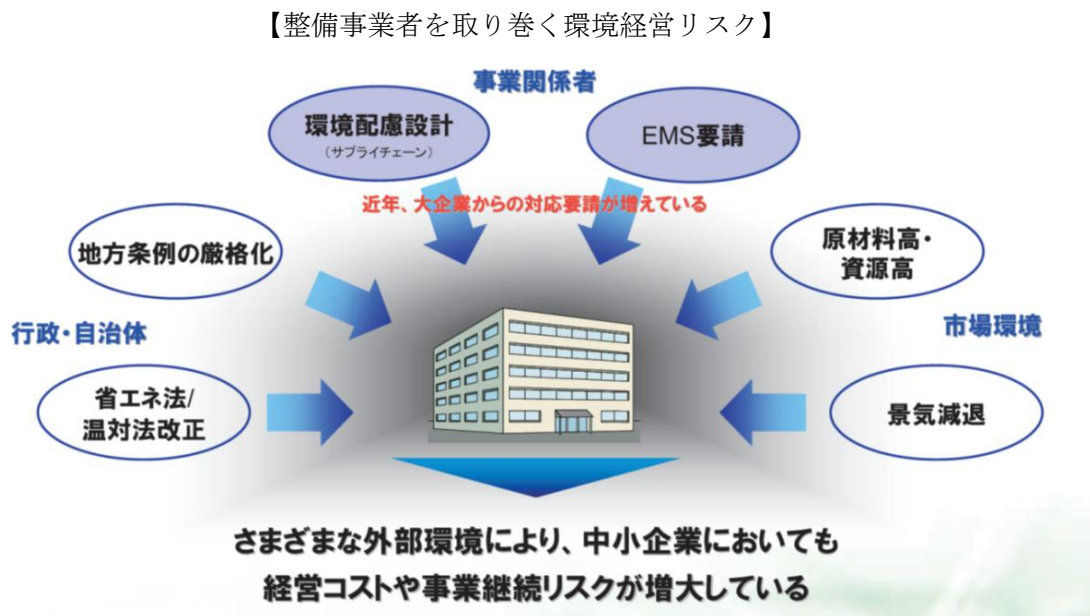 【整備事業者を取り巻く環境経営リスク】
事業関係者
環境配慮設計
(サプライチェーン)
EMS要請
近年、大企業からの対応要請が増えている
地方条例の厳格化
原材料高・
資源高
行政・自治体
市場環境
省エネ法/
温対法改正
景気減退
さまざまな外部環境により、中小企業においても
経営コストや事業継続リスクが増大している